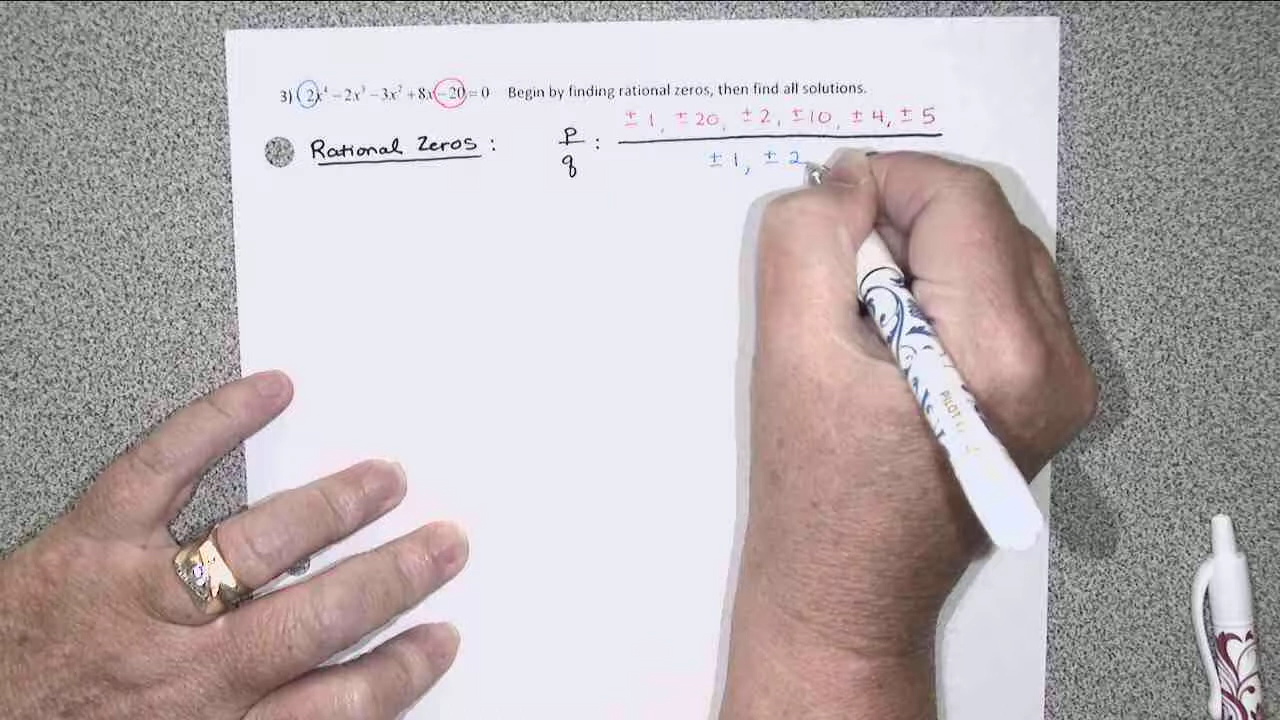 3) 2x⁴ − 2x³ − 3x² + 8x − 20 = 0 Begin by finding rational zeros, then find all solutions.
Rational Zeros : p/q : ± 1, ± 20, ± 2, ± 10, ± 4, ± 5
± 1, ± 2
PILOT